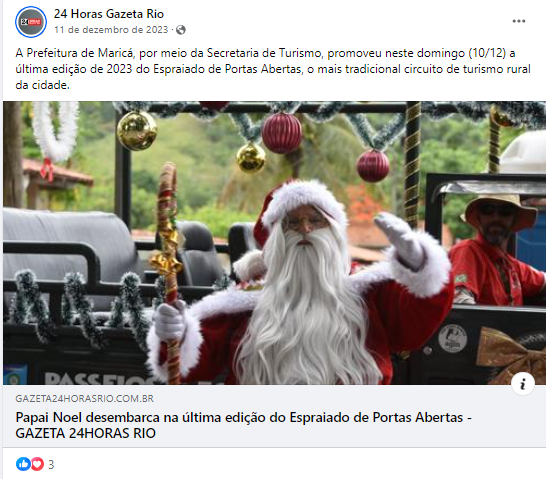 24 Horas Gazeta Rio
11 de dezembro de 2023
A Prefeitura de Maricá, por meio da Secretaria de Turismo, promoveu neste domingo (10/12) a
última edição de 2023 do Espraiado de Portas Abertas, o mais tradicional circuito de turismo rural
da cidade.
PASSEIOS
GAZETA24HORASRIO.COM.BR
Papai Noel desembarca na última edição do Espraiado de Portas Abertas -
GAZETA 24HORAS RIO
3